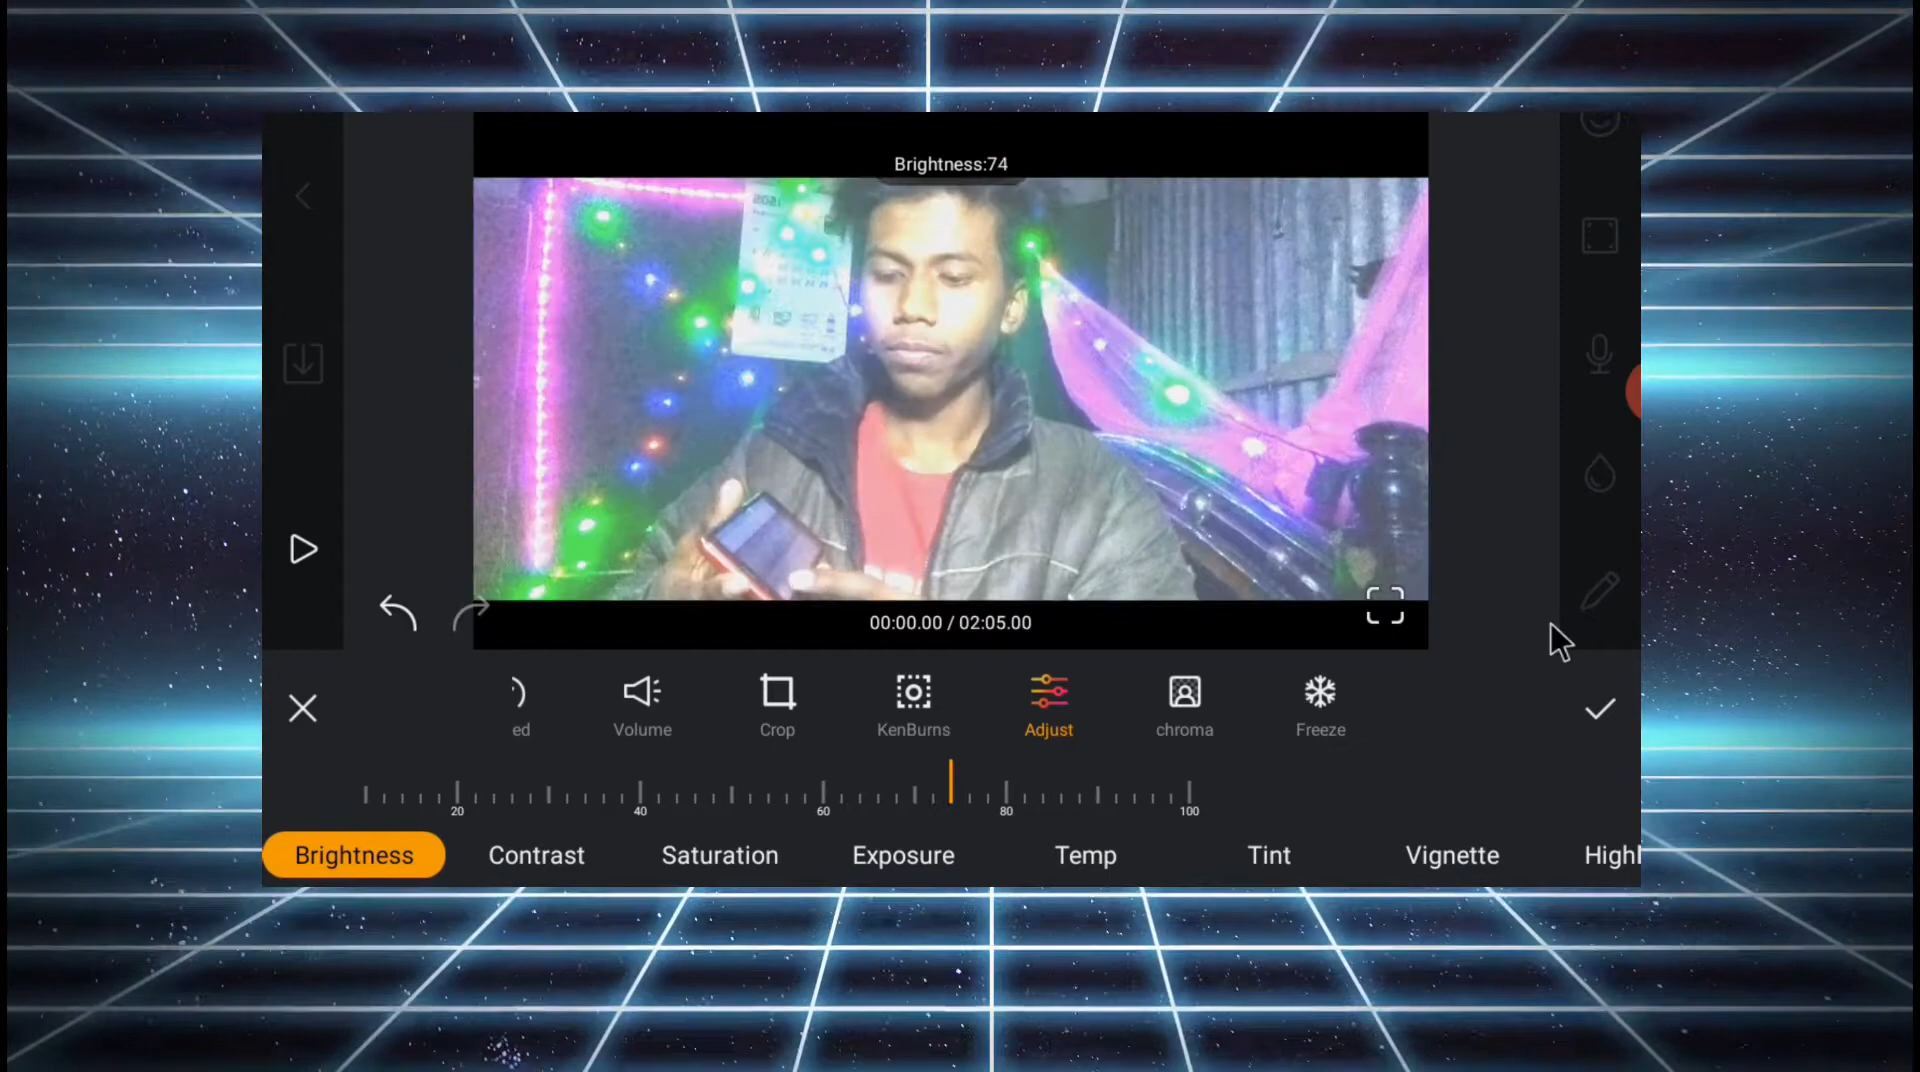 Brightness:74
00:00.00 / 02:05.00
ed
Volume
Crop
KenBurns
Adjust
chroma
Freeze
20
40
60
80
100
Brightness
Contrast
Saturation
Exposure
Temp
Tint
Vignette
Highl